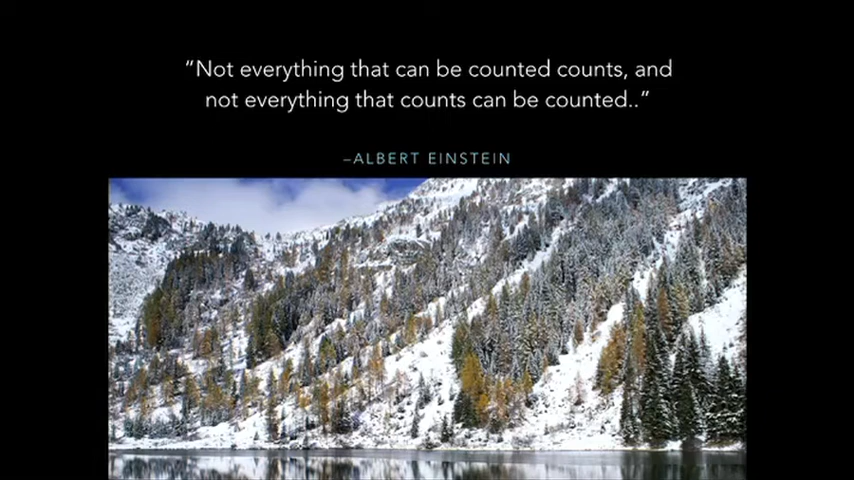 “Not everything that can be counted counts, and
not everything that counts can be counted..”
–ALBERT EINSTEIN